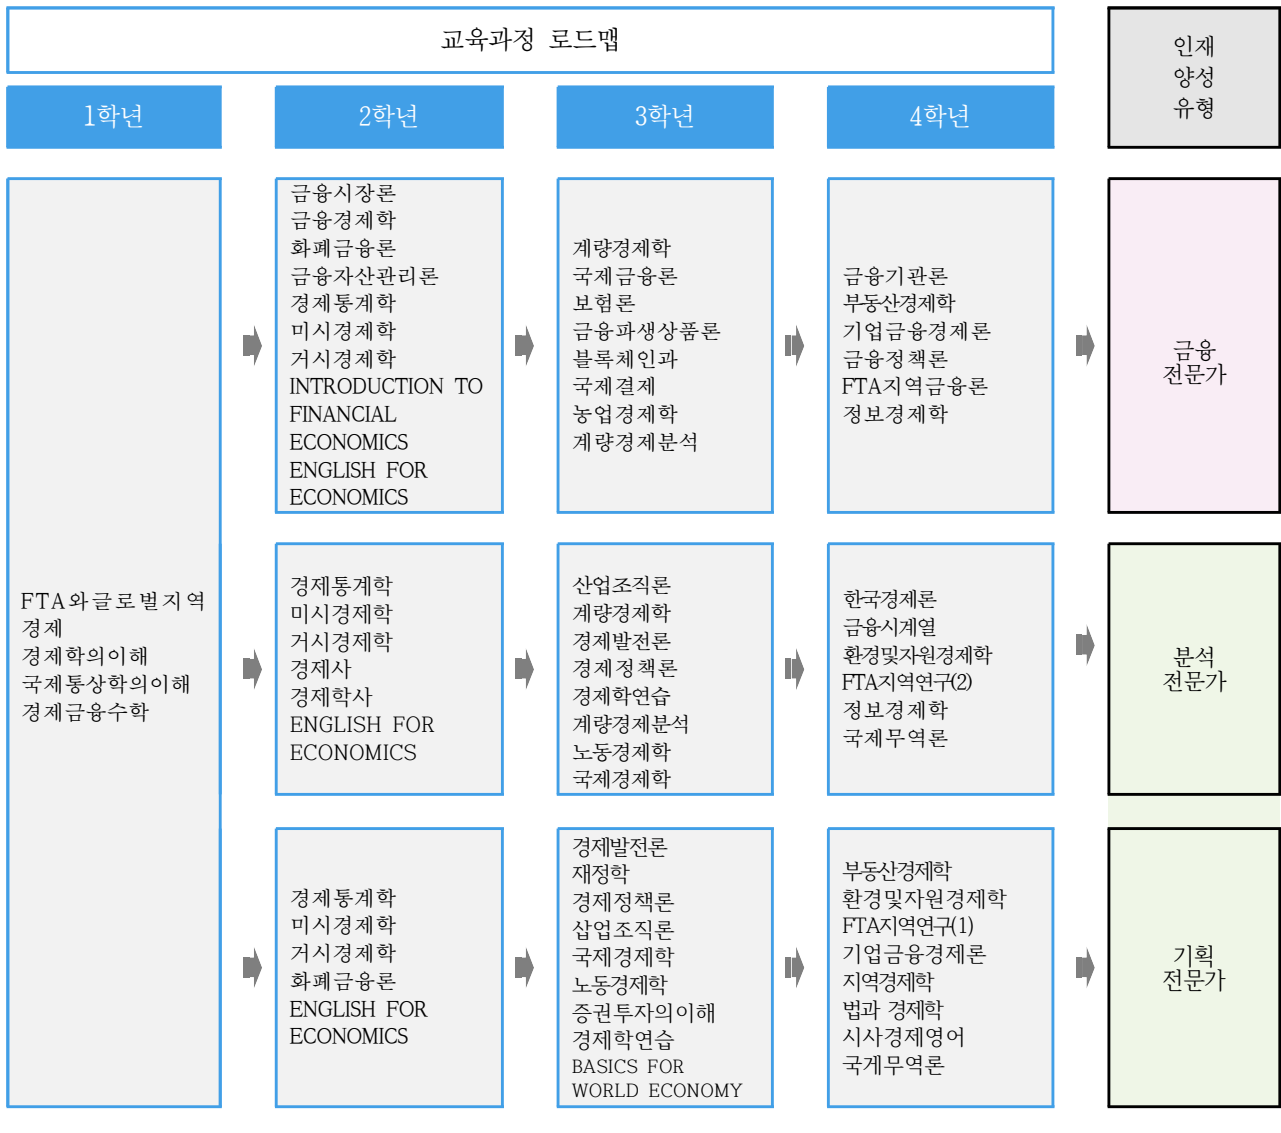 교육과정 로드맵
인재
양성
유형
1학년
2학년
3학년
4학년
FTA와글로벌지역
경제
경제학의이해
국제통상학의이해
경제금융수학
금융시장론
금융경제학
화폐금융론
금융자산관리론
경제통계학
미시경제학
거시경제학
INTRODUCTION TO
FINANCIAL
ECONOMICS
ENGLISH FOR
ECONOMICS
계량경제학
국제금융론
보험론
금융파생상품론
블록체인과
국제결제
농업경제학
계량경제분석
금융기관론
부동산경제학
기업금융경제론
금융정책론
FTA지역금융론
정보경제학
금융
전문가
경제통계학
미시경제학
거시경제학
경제사
경제학사
ENGLISH FOR
ECONOMICS
산업조직론
계량경제학
경제발전론
경제정책론
경제학연습
계량경제분석
노동경제학
국제경제학
한국경제론
금융시계열
환경및자원경제학
FTA지역연구(2)
정보경제학
국제무역론
분석
전문가
경제통계학
미시경제학
거시경제학
화폐금융론
ENGLISH FOR
ECONOMICS
경제발전론
재정학
경제정책론
삽업조직론
국제경제학
노동경제학
증권투자의이해
경제학연습
BASICS FOR
WORLD ECONOMY
부동산경제학
환경및자원경제학
FTA지역연구(1)
기업금융경제론
지역경제학
법과 경제학
시사경제영어
국게무역론
기획
전문가